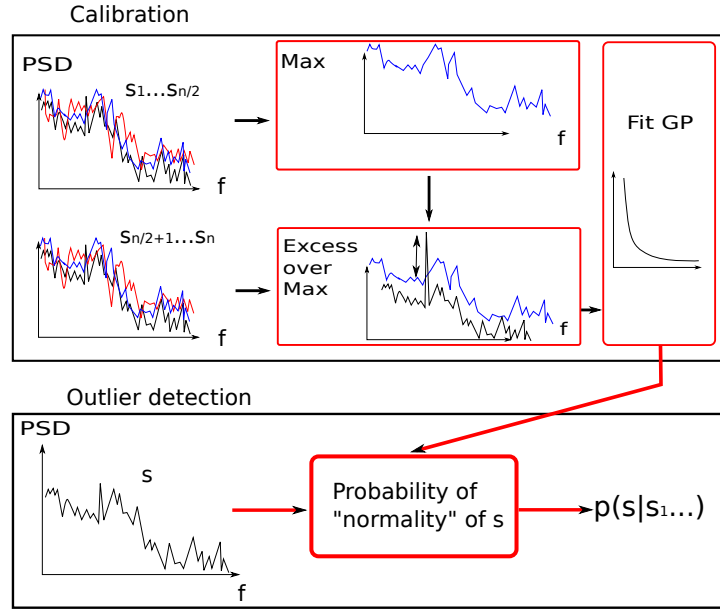 Calibration
PSD
s1...sn/2
f
Max
f
Fit GP
sn/2+1...sn
f
Excess
over
Max
f
Outlier detection
PSD
s
f
Probability of
"normality" of s
p(s|s1...)